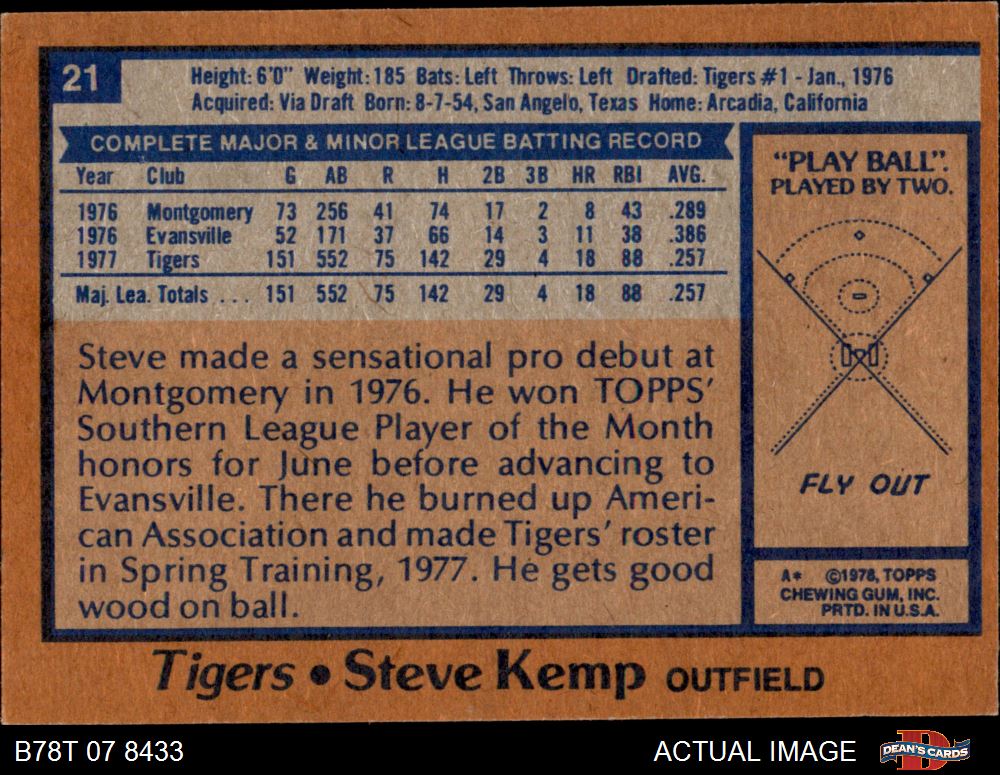 21
Height: 6'0" Weight: 185 Bats: Left Throws: Left Drafted: Tigers #1 - Jan., 1976
Acquired: Via Draft Born: 8-7-54, San Angelo, Texas Home: Arcadia, California
COMPLETE MAJOR & MINOR LEAGUE BATTING RECORD
Year Club G AB R H 2B 3B HR RBI AVG.
1976 Montgomery 73 256 41 74 17 2 8 43 .289
1976 Evansville 52 171 37 66 14 3 11 38 .386
1977 Tigers 151 552 75 142 29 4 18 88 .257
Maj. Lea. Totals ... 151 552 75 142 29 4 18 88 .257
Steve made a sensational pro debut at
Montgomery in 1976. He won TOPPS'
Southern League Player of the Month
honors for June before advancing to
Evansville. There he burned up Ameri-
can Association and made Tigers' roster
in Spring Training, 1977. He gets good
wood on ball.
"PLAY BALL".
PLAYED BY TWO.
FLY OUT
A* ©1978, TOPPS
CHEWING GUM, INC.
PRTD. IN U.S.A.
Tigers • Steve Kemp OUTFIELD
B78T 07 8433
ACTUAL IMAGE
DEAN'S CARDS